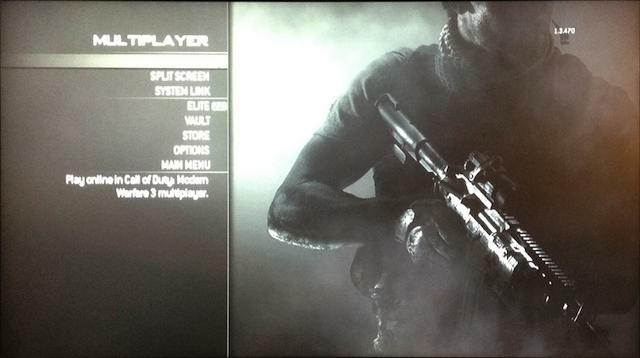 MULTIPLAYER
1.3.470
SPLIT SCREEN
SYSTEM LINK
ELITE
VAULT
STORE
OPTIONS
MAIN MENU
Play online in Call of Duty: Modern
Warfare 3 multiplayer.